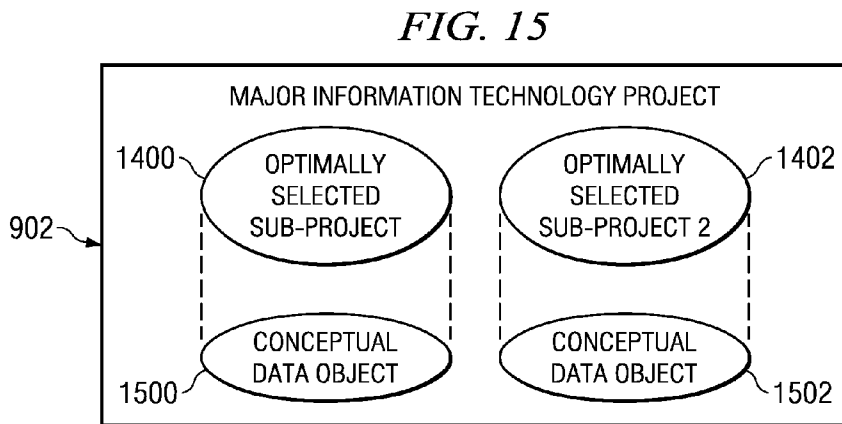 FIG. 15
MAJOR INFORMATION TECHNOLOGY PROJECT
1400
OPTIMALLY
SELECTED
SUB-PROJECT
OPTIMALLY
SELECTED
SUB-PROJECT 2
1402
902
CONCEPTUAL
DATA OBJECT
1500
CONCEPTUAL
DATA OBJECT
1502